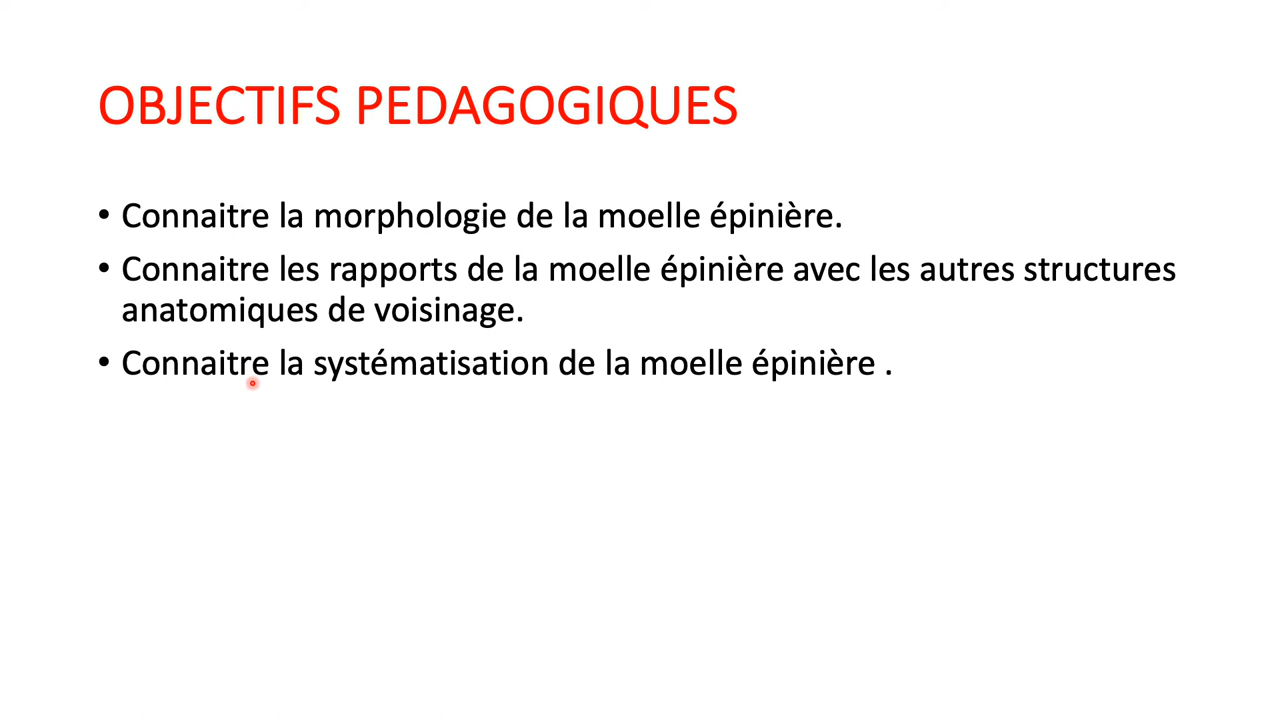 OBJECTIFS PEDAGOGIQUES
• Connaitre la morphologie de la moelle épinière.
• Connaitre les rapports de la moelle épinière avec les autres structures
anatomiques de voisinage.
• Connaitre la systématisation de la moelle épinière .